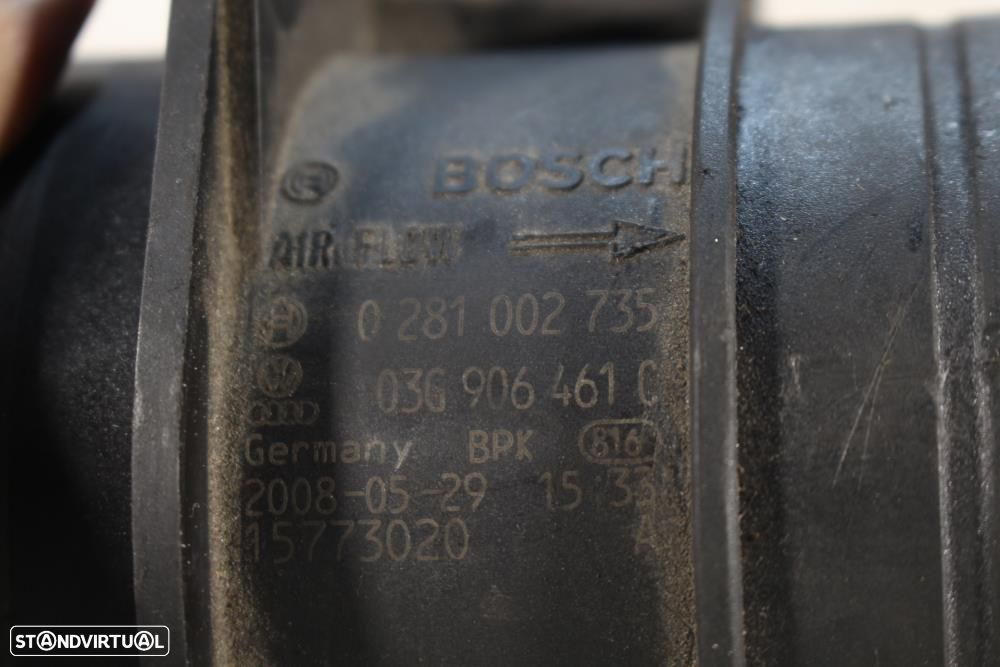 BOSCH
AIR FLOW
0 281 002 735
03G 906 461 C
Germany BPK 816
2008-05-29 15:33
15773020 A
STANDVIRTUAL